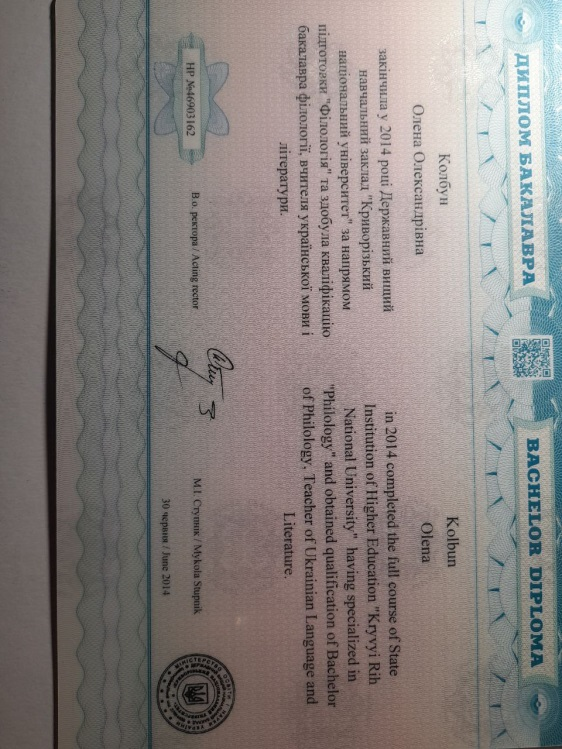 ДИПЛОМ БАКАЛАВРА
Колбун
Олена Олександрівна
закінчила у 2014 році Державний вищий
навчальний заклад "Криворізький
національний університет" за напрямом
підготовки "Філологія" та здобула кваліфікацію
бакалавра філології, вчителя української мови і
літератури.
BACHELOR DIPLOMA
Kolbun
Olena
in 2014 completed the full course of State
Institution of Higher Education "Kryvyi Rih
National University" having specialized in
"Philology" and obtained qualification of Bachelor
of Philology, Teacher of Ukrainian Language and
Literature.
НР №46903162
В.о. ректора / Acting rector
М.І. Ступнік / Mykola Stupnik
30 червня / June 2014